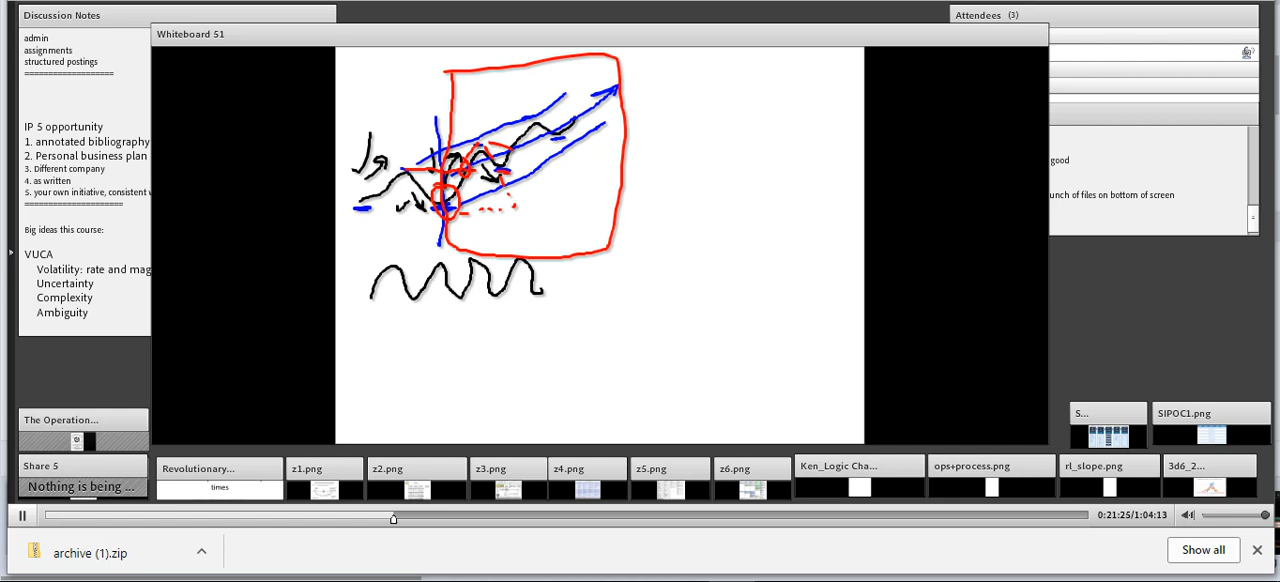 Discussion Notes
admin
assignments
structured postings
===================
IP 5 opportunity
1. annotated bibliography
2. Personal business plan
3. Different company
4. as written
5. your own initiative, consistent w
=====================
Big ideas this course:
VUCA
Volatility: rate and mag
Uncertainty
Complexity
Ambiguity
Whiteboard 51
Attendees (3)
good
unch of files on bottom of screen
The Operation...
Share 5
Nothing is being ...
Revolutionary...
times
z1.png
z2.png
z3.png
z4.png
z5.png
z6.png
Ken_Logic Cha...
ops+process.png
rl_slope.png
3d6_2...
S...
SIPOC1.png
0:21:25/1:04:13
archive (1).zip
Show all